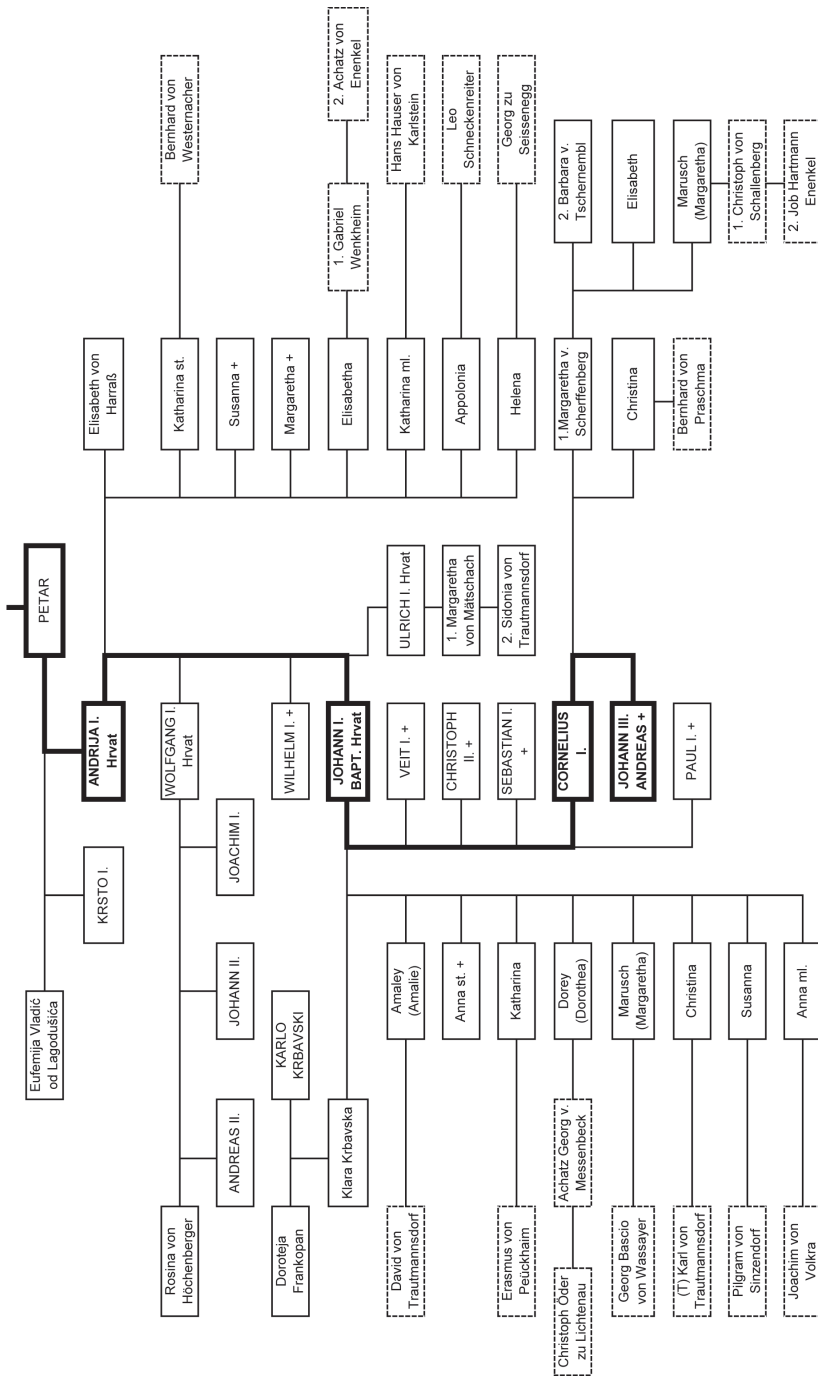 PETAR
Eufemija Vladić
od Lagodušića
KRSTO I.
ANDRIJA I.
Hrvat
Elisabeth von
Harraß
Rosina von
Höchenberger
ANDREAS II.
JOHANN II.
JOACHIM I.
WOLFGANG I.
Hrvat
Katharina st.
Bernhard von
Westernacher
Susanna +
Doroteja
Frankopan
KARLO
KRBAVSKI
WILHELM I. +
Margaretha +
Klara Krbavska
JOHANN I.
BAPT. Hrvat
Elisabetha
1. Gabriel
Wenkheim
2. Achatz von
Enenkel
David von
Trautmannsdorf
Amaley
(Amalie)
VEIT I. +
ULRICH I. Hrvat
Katharina ml.
Hans Hauser von
Karlstein
Anna st. +
CHRISTOPH
II. +
1. Margaretha
von Mätschach
Appolonia
Leo
Schneckenreiter
Erasmus von
Peückhaim
Katharina
SEBASTIAN I.
+
2. Sidonia von
Trautmannsdorf
Helena
Georg zu
Seissenegg
Christoph Öder
zu Lichtenau
Achatz Georg v.
Messenbeck
Dorey
(Dorothea)
CORNELIUS
I.
1.Margaretha v.
Scherffenberg
2. Barbara v.
Tschernembl
Georg Bascio
von Wassayer
Marusch
(Margaretha)
JOHANN III.
ANDREAS +
Christina
Elisabeth
(T) Karl von
Trautmannsdorf
Christina
PAUL I. +
Bernhard von
Praschma
Marusch
(Margaretha)
Pilgram von
Sinzendorf
Susanna
1. Christoph von
Schallenberg
Joachim von
Volkra
Anna ml.
2. Job Hartmann
Enenkel